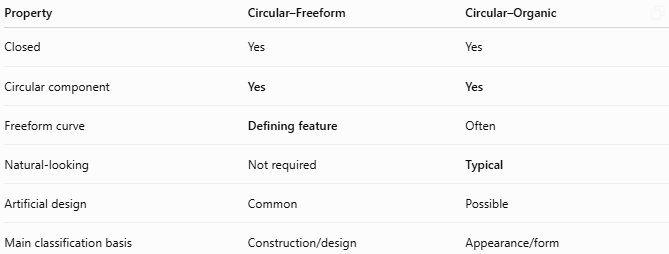 Property Circular–Freeform Circular–Organic
Closed Yes Yes
Circular component Yes Yes
Freeform curve Defining feature Often
Natural-looking Not required Typical
Artificial design Common Possible
Main classification basis Construction/design Appearance/form